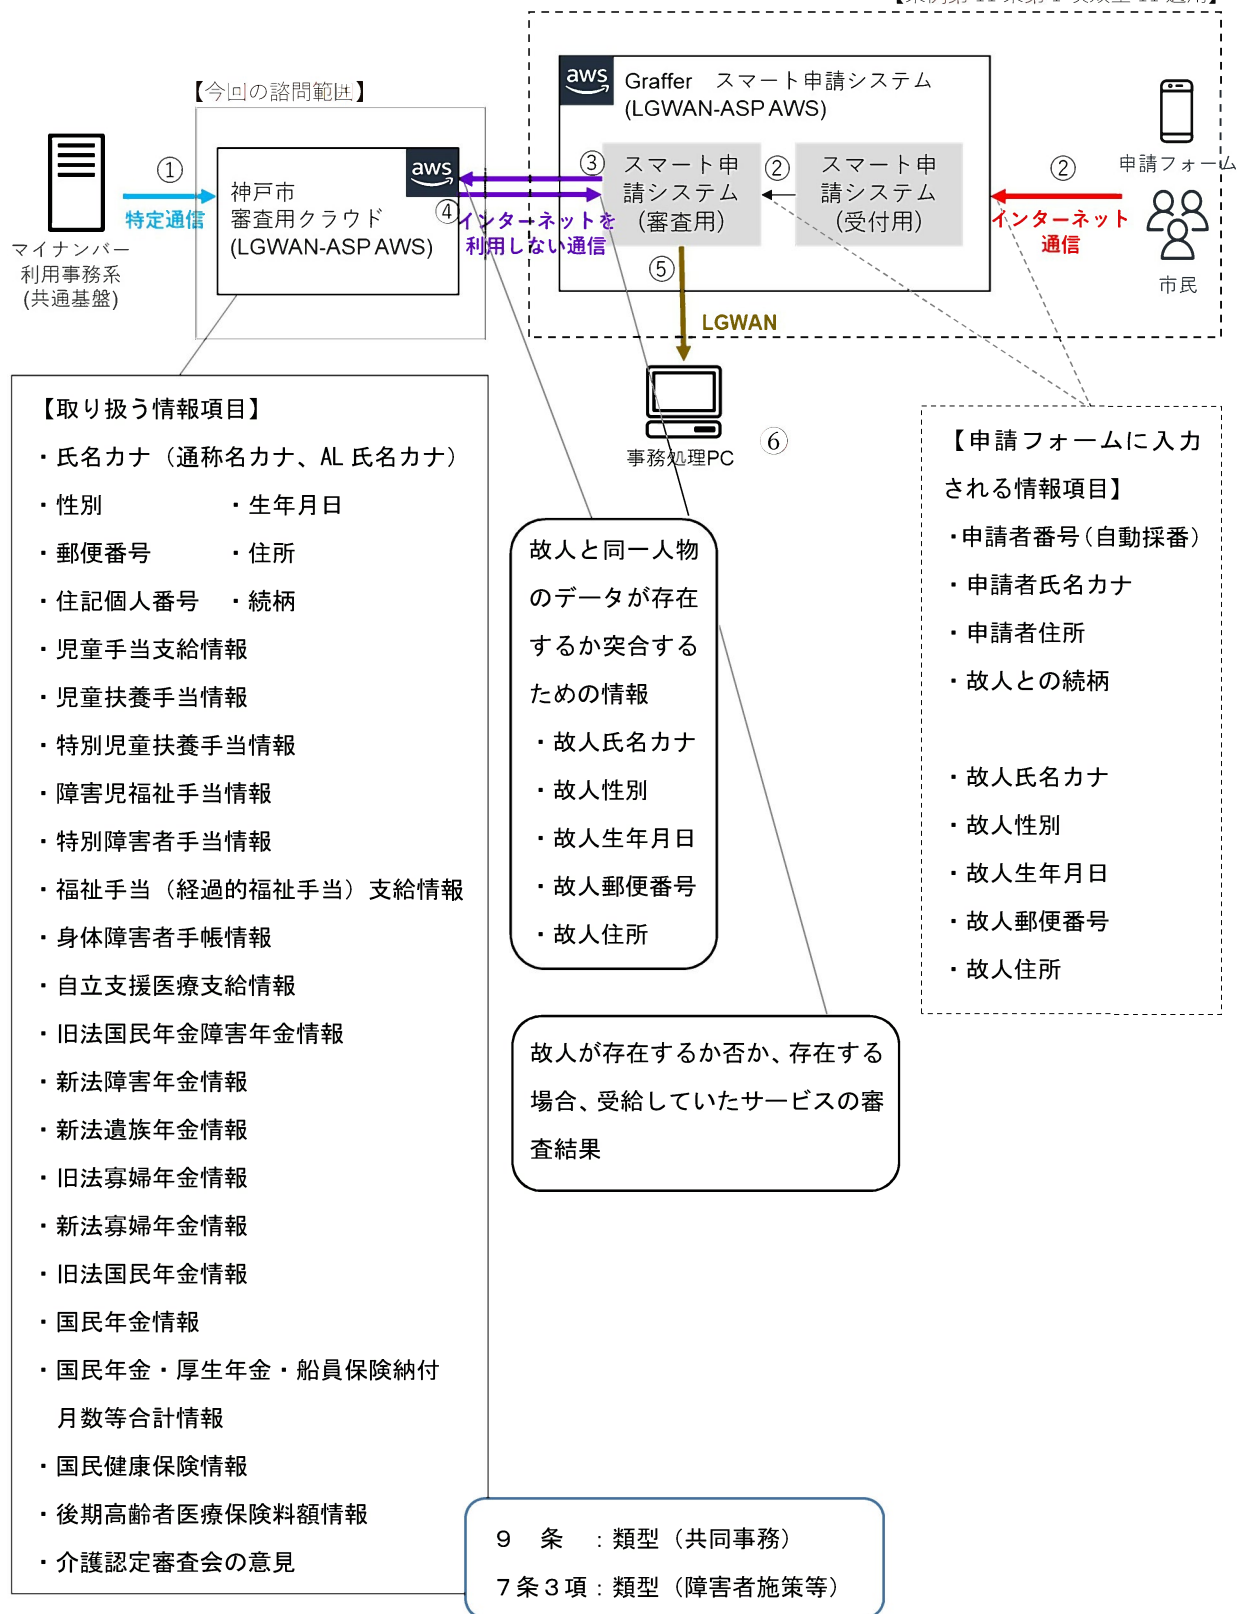 【条例第11条第1項類型11適用】
【今回の諮問範囲】
aws
Graffer スマート申請システム
(LGWAN-ASP AWS)
①
特定通信
マイナンバー
利用事務系
(共通基盤)
aws
神戸市
審査用クラウド
(LGWAN-ASP AWS)
③
④
インターネットを
利用しない通信
スマート申
請システム
(審査用)
②
スマート申
請システム
(受付用)
②
インターネット
通信
申請フォーム
市民
⑤
LGWAN
事務処理PC
⑥
【取り扱う情報項目】
・氏名カナ（通称名カナ、AL氏名カナ）
・性別 ・生年月日
・郵便番号 ・住所
・住記個人番号 ・続柄
・児童手当支給情報
・児童扶養手当情報
・特別児童扶養手当情報
・障害児福祉手当情報
・特別障害者手当情報
・福祉手当（経過的福祉手当）支給情報
・身体障害者手帳情報
・自立支援医療支給情報
・旧法国民年金障害年金情報
・新法障害年金情報
・新法遺族年金情報
・旧法寡婦年金情報
・新法寡婦年金情報
・旧法国民年金情報
・国民年金情報
・国民年金・厚生年金・船員保険納付
月数等合計情報
・国民健康保険情報
・後期高齢者医療保険料額情報
・介護認定審査会の意見
故人と同一人物
のデータが存在
するか突合する
ための情報
・故人氏名カナ
・故人性別
・故人生年月日
・故人郵便番号
・故人住所
故人が存在するか否か、存在する
場合、受給していたサービスの審
査結果
【申請フォームに入力
される情報項目】
・申請者番号（自動採番）
・申請者氏名カナ
・申請者住所
・故人との続柄
・故人氏名カナ
・故人性別
・故人生年月日
・故人郵便番号
・故人住所
９ 条 ：類型（共同事務）
７条３項：類型（障害者施策等）